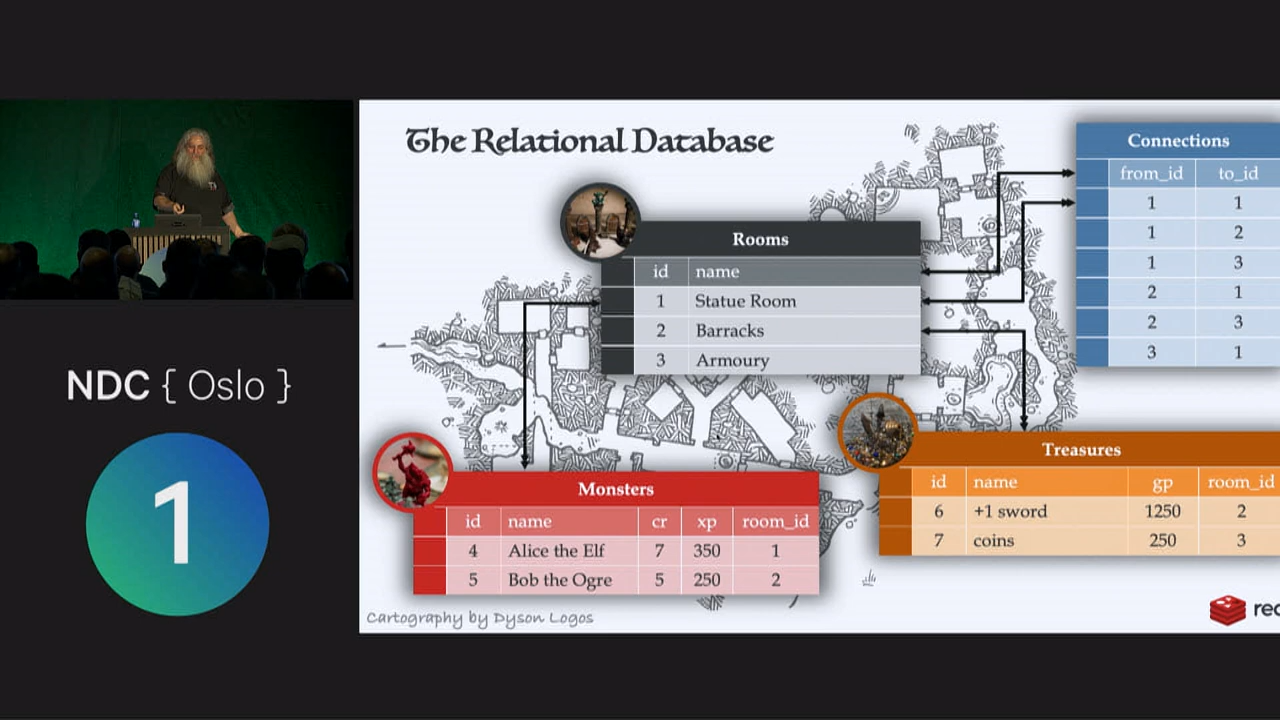 The Relational Database
Connections
from_id to_id
1 1
1 2
1 3
2 1
2 3
3 1
Rooms
id name
1 Statue Room
2 Barracks
3 Armoury
NDC { Oslo }
1
Treasures
id name gp room_id
6 +1 sword 1250 2
7 coins 250 3
Monsters
id name cr xp room_id
4 Alice the Elf 7 350 1
5 Bob the Ogre 5 250 2
Cartography by Dyson Logos